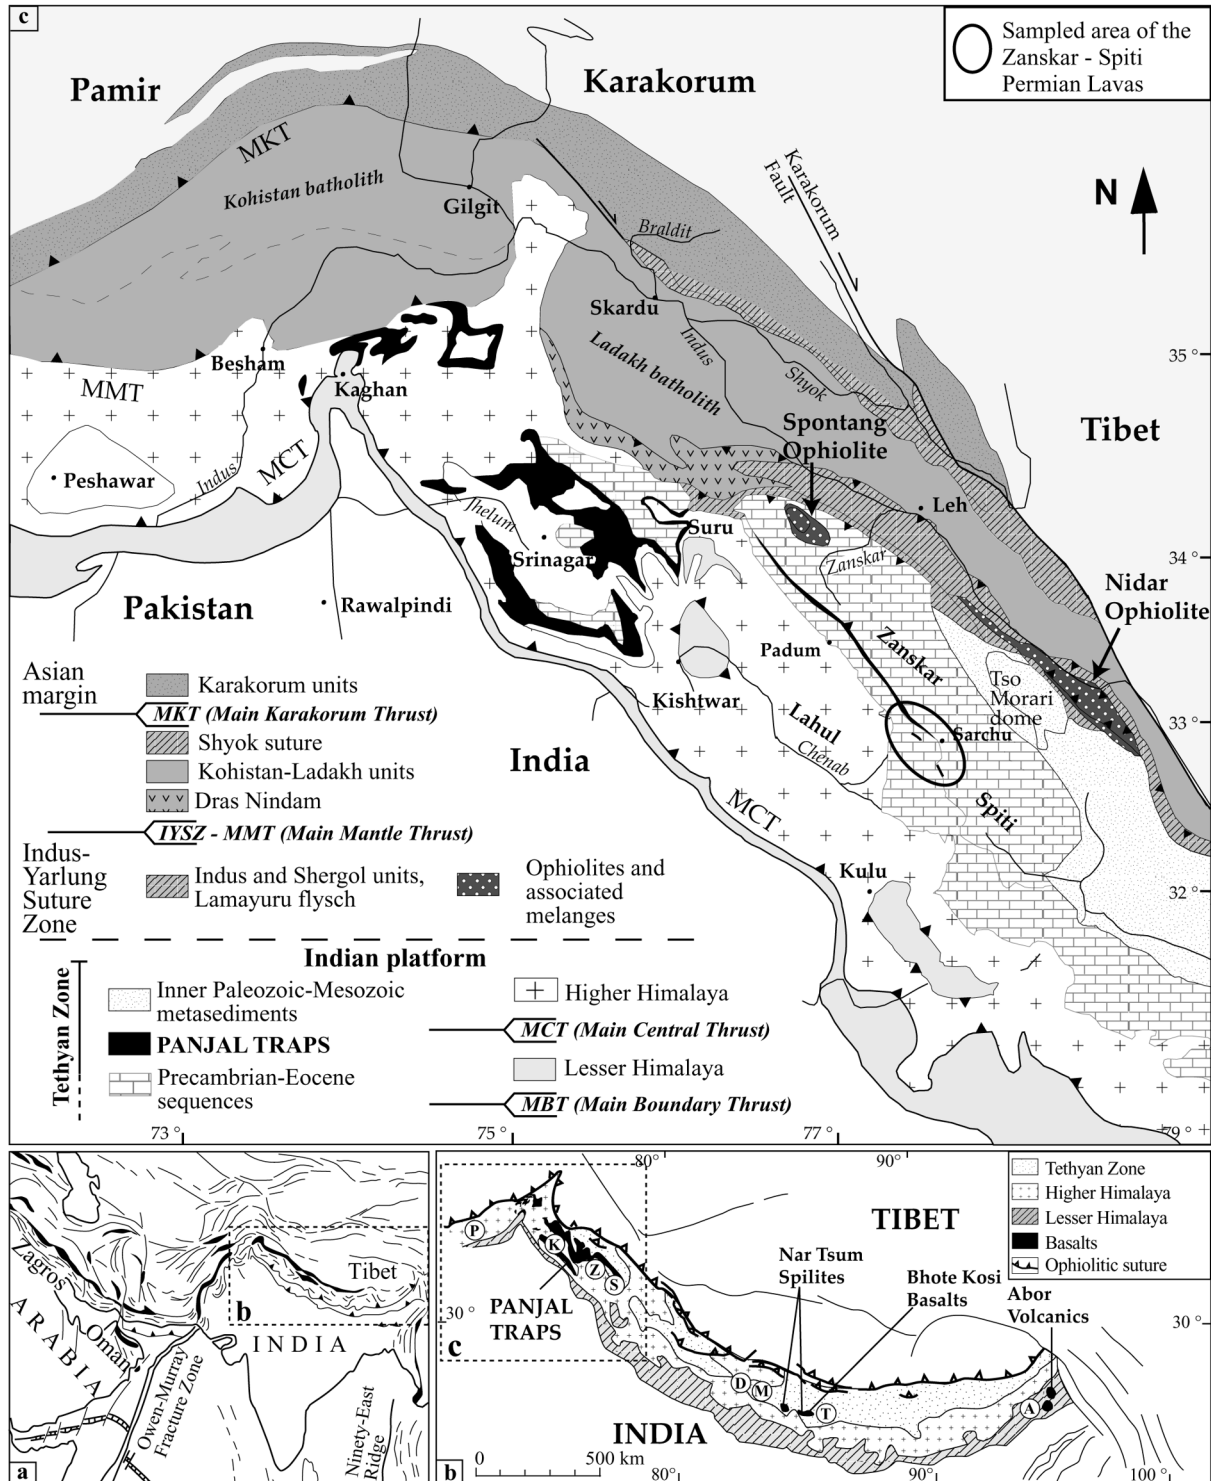 c
Sampled area of the
Zanskar - Spiti
Permian Lavas
Pamir
Karakorum
MKT
Kohistan batholith
Gilgit
Karakorum
Fault
N
Braldit
Skardu
Indus
Ladakh batholith
Shyok
Besham
Kaghan
35 °
MMT
Tibet
Spontang
Ophiolite
Peshawar
Indus
MCT
Leh
Jhelum
Suru
Srinagar
Zanskar
34 °
Nidar
Ophiolite
Pakistan
Rawalpindi
Padum
Zanskar
Tso
Morari
dome
Kishtwar
Lahul
Chenab
Sarchu
33 °
India
MCT
Spiti
Kulu
32 °
Asian
margin
Karakorum units
MKT (Main Karakorum Thrust)
Shyok suture
Kohistan-Ladakh units
Dras Nindam
IYSZ - MMT (Main Mantle Thrust)
Indus-
Yarlung
Suture
Zone
Indus and Shergol units,
Lamayuru flysch
Ophiolites and
associated
melanges
Indian platform
Tethyan Zone
Inner Paleozoic-Mesozoic
metasediments
PANJAL TRAPS
Precambrian-Eocene
sequences
Higher Himalaya
MCT (Main Central Thrust)
Lesser Himalaya
MBT (Main Boundary Thrust)
73 °
75 °
77 °
79 °
Zagros
ARABIA
Oman
Owen-Murray
Fracture Zone
INDIA
Tibet
b
Ninety-East
Ridge
a
80°
90°
Tethyan Zone
Higher Himalaya
Lesser Himalaya
Basalts
Ophiolitic suture
TIBET
P
K
Z
S
PANJAL
TRAPS
Nar Tsum
Spilites
Bhote Kosi
Basalts
Abor
Volcanics
30°
30°
c
D
M
T
A
INDIA
0
500 km
b
80°
90°
100°